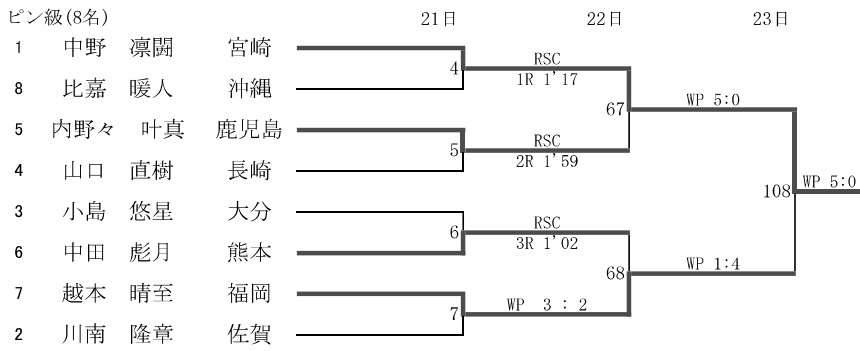 ピン級(8名) 21日 22日 23日
1 中野 凛闘 宮崎
4 RSC 1R 1'17
8 比嘉 暖人 沖縄
67 WP 5:0
5 内野々 叶真 鹿児島
5 RSC 2R 1'59
4 山口 直樹 長崎
108 WP 5:0
3 小島 悠星 大分
6 RSC 3R 1'02
6 中田 彪月 熊本
68 WP 1:4
7 越本 晴至 福岡
7 WP 3 : 2
2 川南 隆章 佐賀